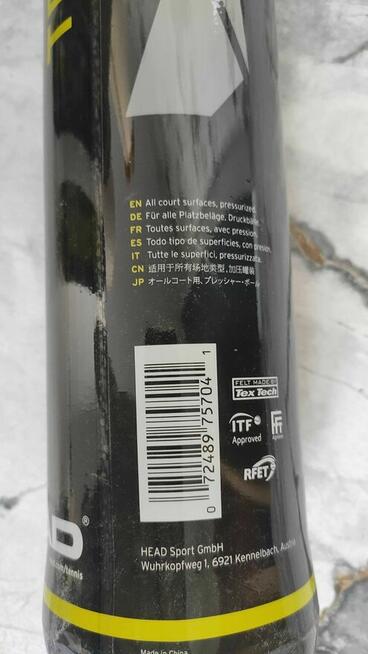 EN All court surfaces, pressurized.
DE Für alle Platzbeläge. Druckbälle
FR Toutes surfaces, avec pression.
ES Todo tipo de superficies, con presión.
IT Tutte le superfici, pressurizzata.
CN 适用于所有场地类型, 加压罐装
JP オールコート用、プレッシャー・ボール
0 72489 75704 1
FELT MADE BY
Tex Tech
ITF
Approved
RFET
AD®
.com/tennis
HEAD Sport GmbH
Wuhrkopfweg 1, 6921 Kennelbach, Austria
Made in China